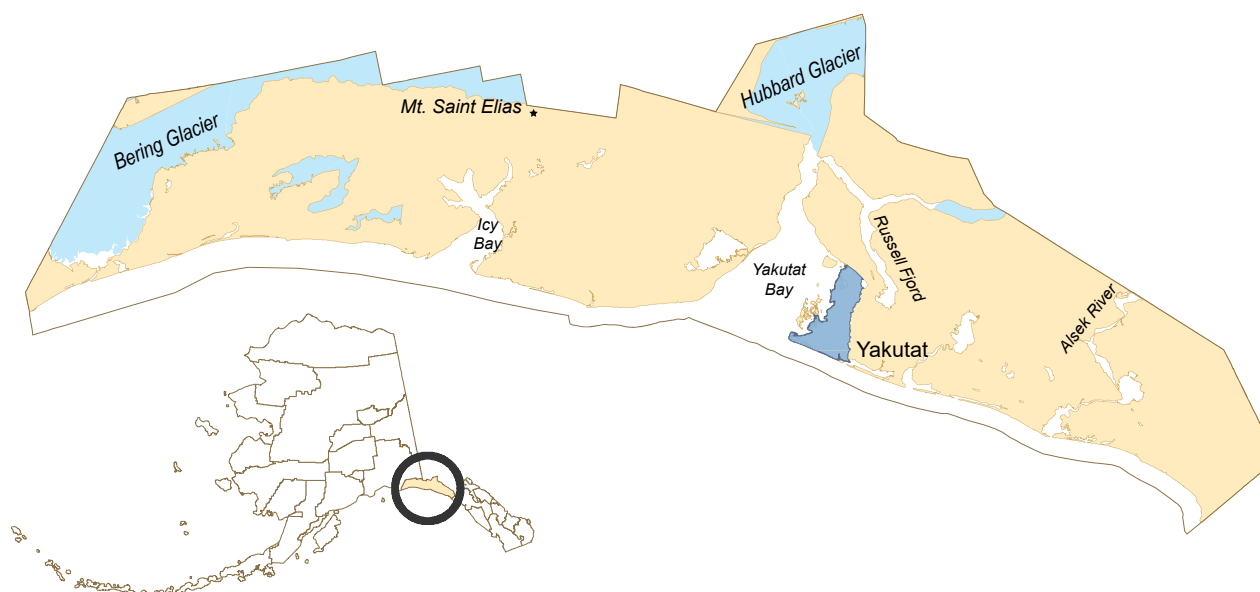 Hubbard Glacier
Mt. Saint Elias
Bering Glacier
Icy
Bay
Russell Fjord
Yakutat
Bay
Alsek River
Yakutat